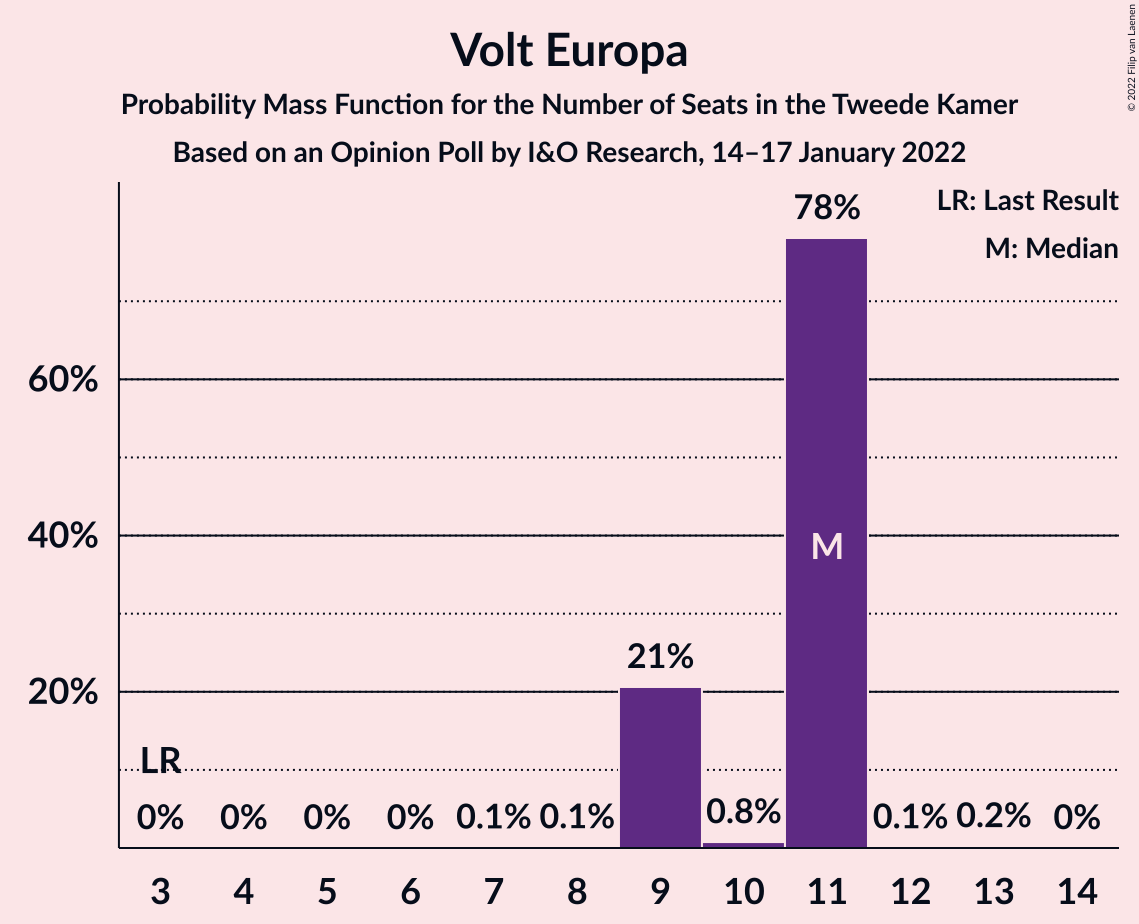 Volt Europa
Probability Mass Function for the Number of Seats in the Tweede Kamer
Based on an Opinion Poll by I&O Research, 14–17 January 2022
© 2022 Filip van Laenen
LR: Last Result
M: Median
78%
60%
40%
M
21%
20%
LR
0% 0% 0% 0% 0.1% 0.1% 0.8% 0.1% 0.2% 0%
3 4 5 6 7 8 9 10 11 12 13 14